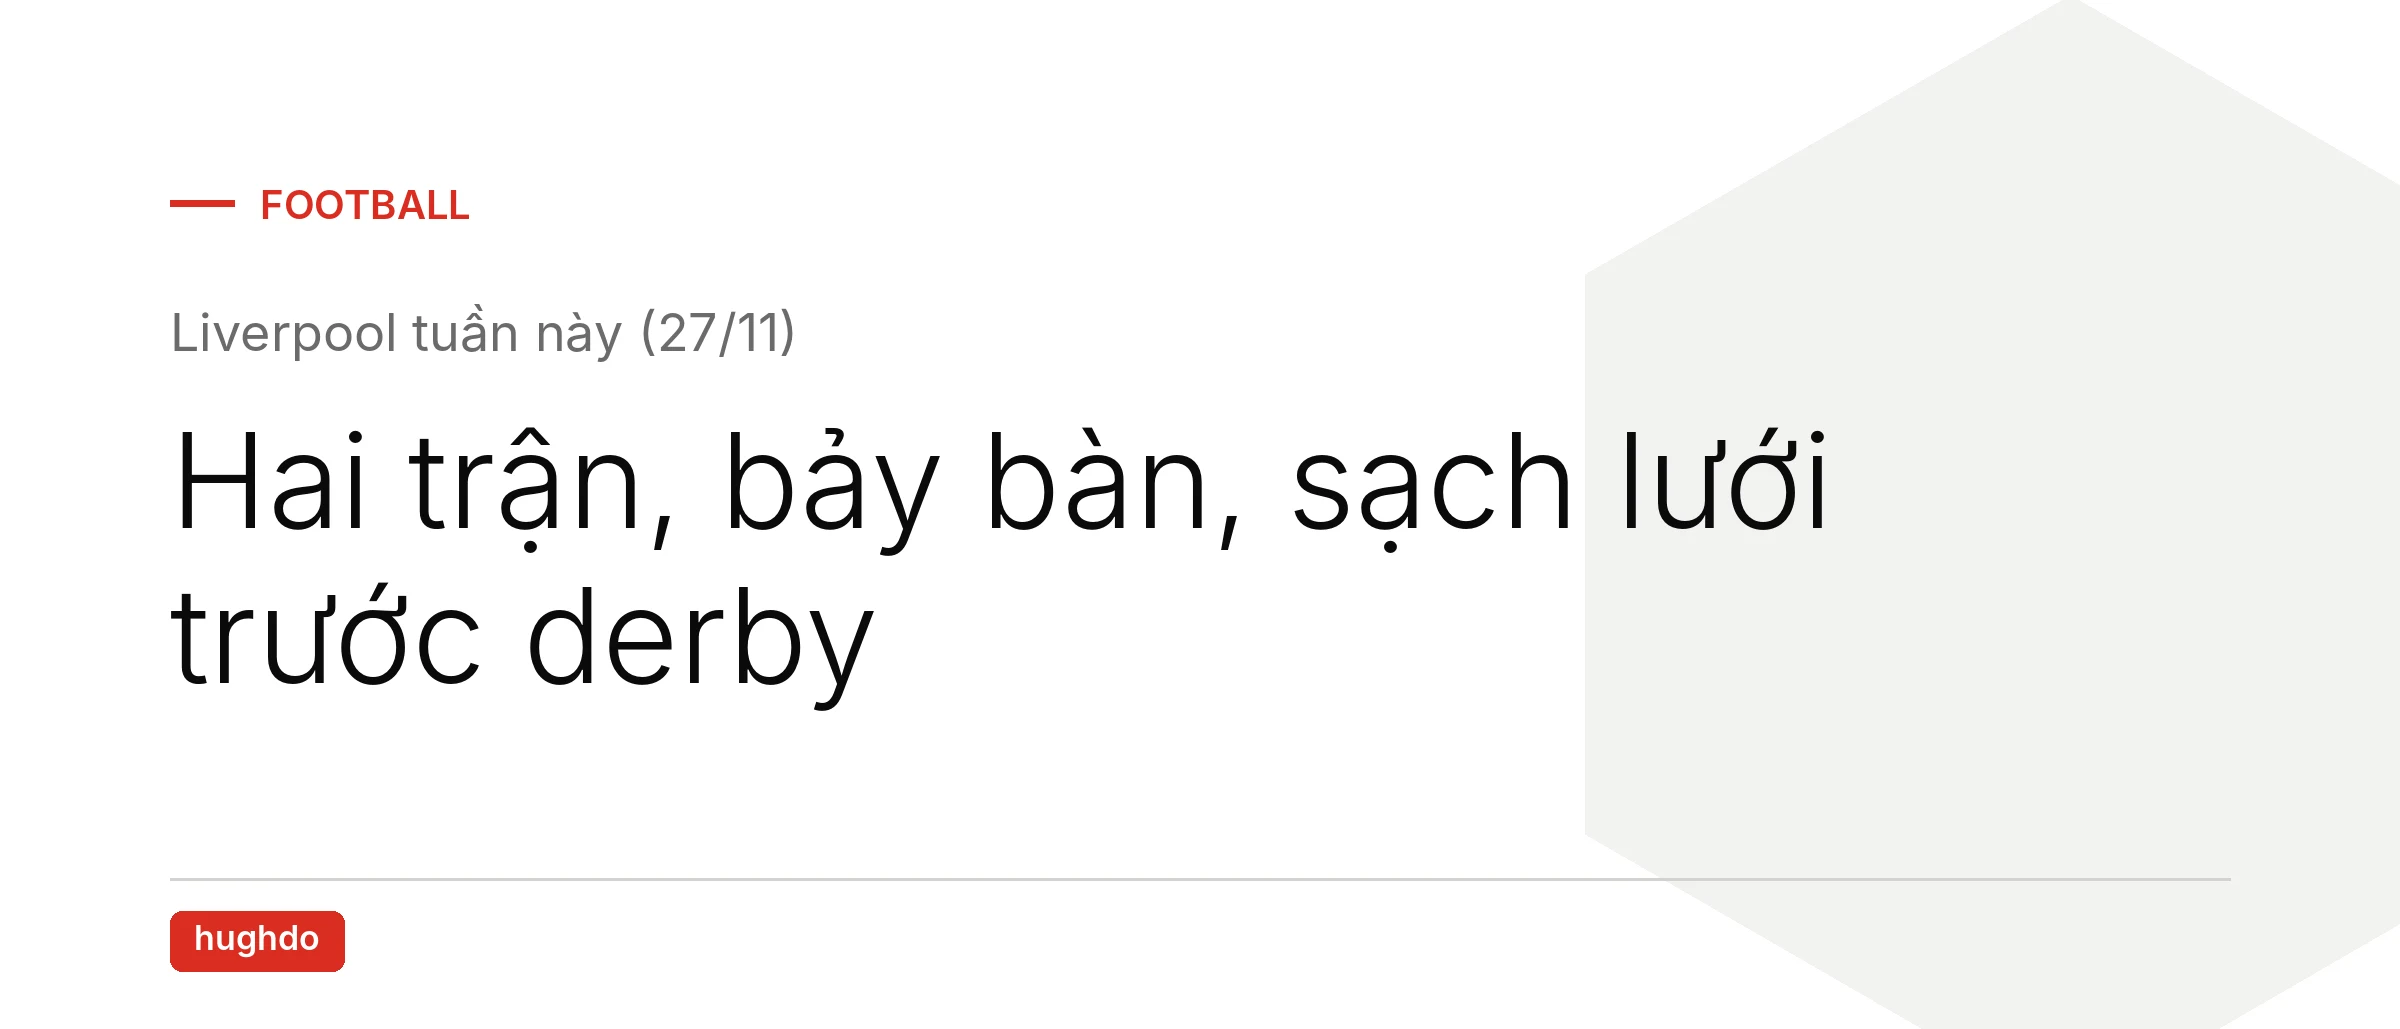 FOOTBALL
Liverpool tuần này (27/11)
Hai trận, bảy bàn, sạch lưới
trước derby
hughdo